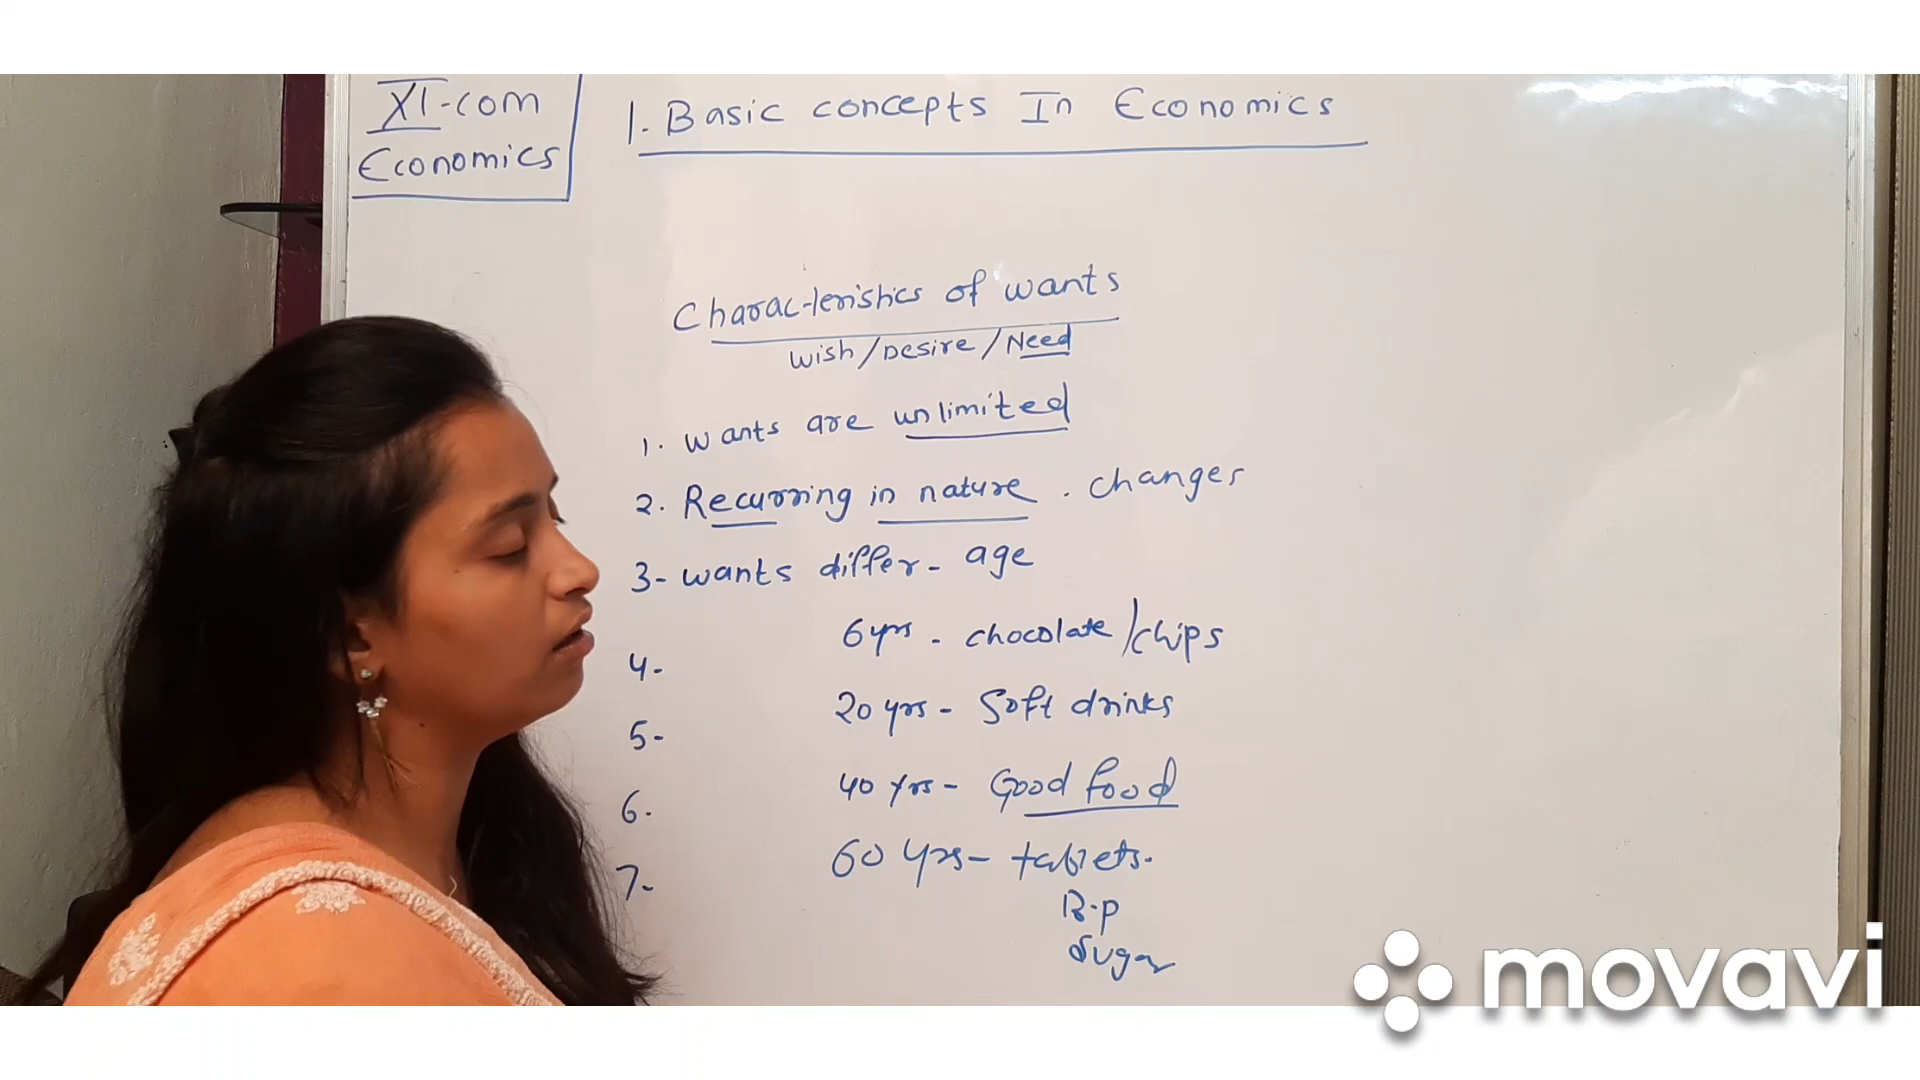 XI-com
Economics
1. Basic concepts In Economics
Characteristics of wants
Wish/Desire/Need
1. Wants are unlimited
2. Recurring in nature. changes
3- wants differ - age
6 yrs - chocolate/chips
4-
20 yrs - Soft drinks
5-
40 yrs - Good food
6.
60 yrs - tablets.
7-
B.p
Sugar
movavi